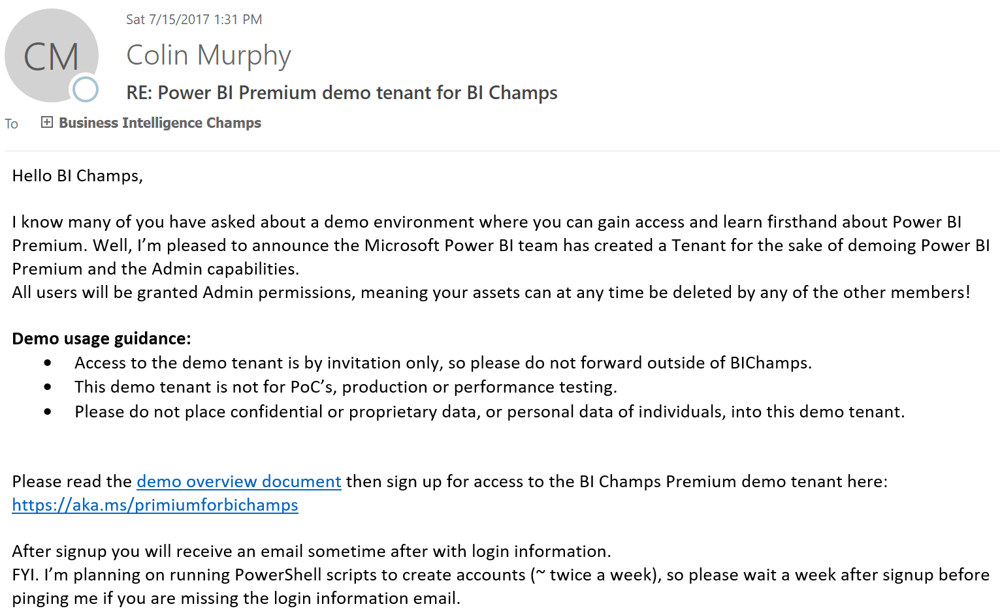 CM
Sat 7/15/2017 1:31 PM
Colin Murphy
RE: Power BI Premium demo tenant for BI Champs
To Business Intelligence Champs
Hello BI Champs,
I know many of you have asked about a demo environment where you can gain access and learn firsthand about Power BI
Premium. Well, I’m pleased to announce the Microsoft Power BI team has created a Tenant for the sake of demoing Power BI
Premium and the Admin capabilities.
All users will be granted Admin permissions, meaning your assets can at any time be deleted by any of the other members!
Demo usage guidance:
• Access to the demo tenant is by invitation only, so please do not forward outside of BIChamps.
• This demo tenant is not for PoC’s, production or performance testing.
• Please do not place confidential or proprietary data, or personal data of individuals, into this demo tenant.
Please read the demo overview document then sign up for access to the BI Champs Premium demo tenant here:
https://aka.ms/primiumforbichamps
After signup you will receive an email sometime after with login information.
FYI. I’m planning on running PowerShell scripts to create accounts (~ twice a week), so please wait a week after signup before
pinging me if you are missing the login information email.